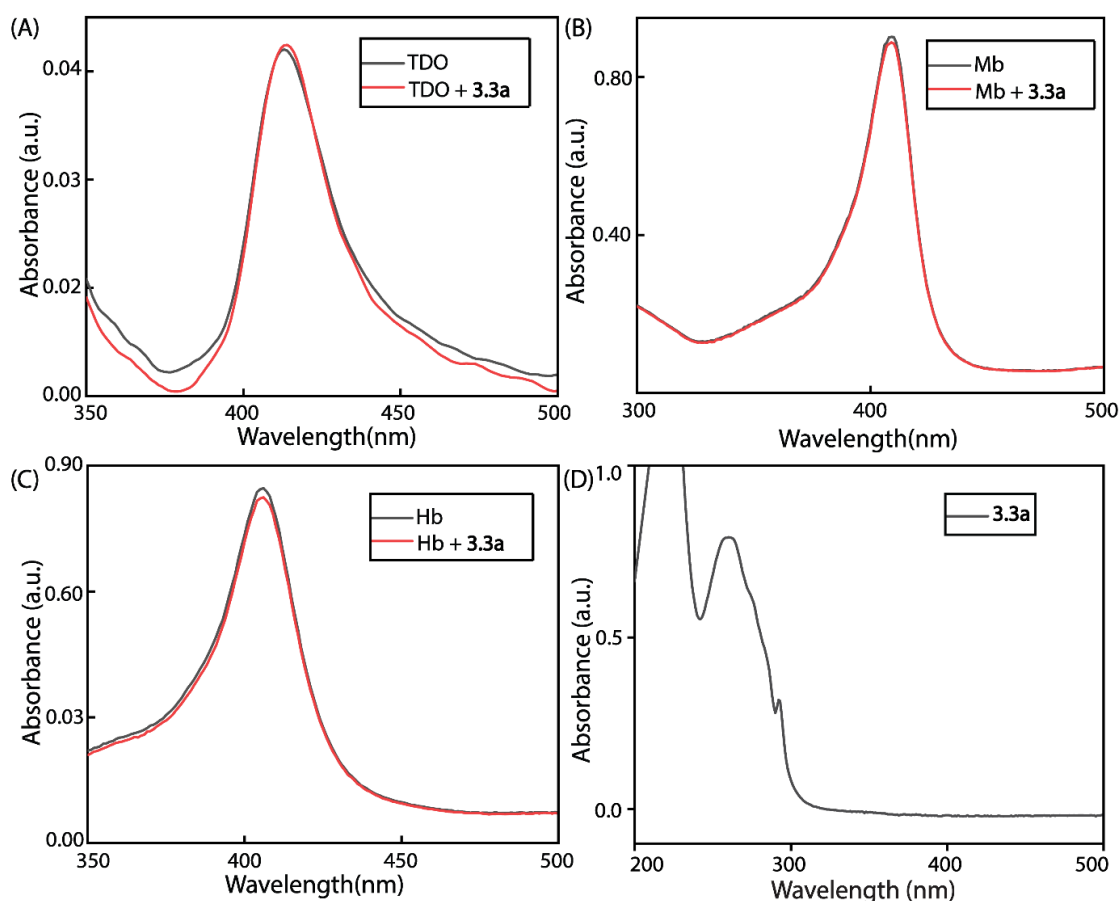 (A)
TDO
TDO + 3.3a
0.04
0.03
0.02
0.00
Absorbance (a.u.)
350
400
450
500
Wavelength(nm)
(B)
Mb
Mb + 3.3a
0.80
0.40
Absorbance (a.u.)
300
400
500
Wavelength(nm)
(C)
Hb
Hb + 3.3a
0.90
0.60
0.03
0.00
Absorbance (a.u.)
350
400
450
500
Wavelength(nm)
(D)
3.3a
1.0
0.5
0.0
Absorbance (a.u.)
200
300
400
500
Wavelength (nm)